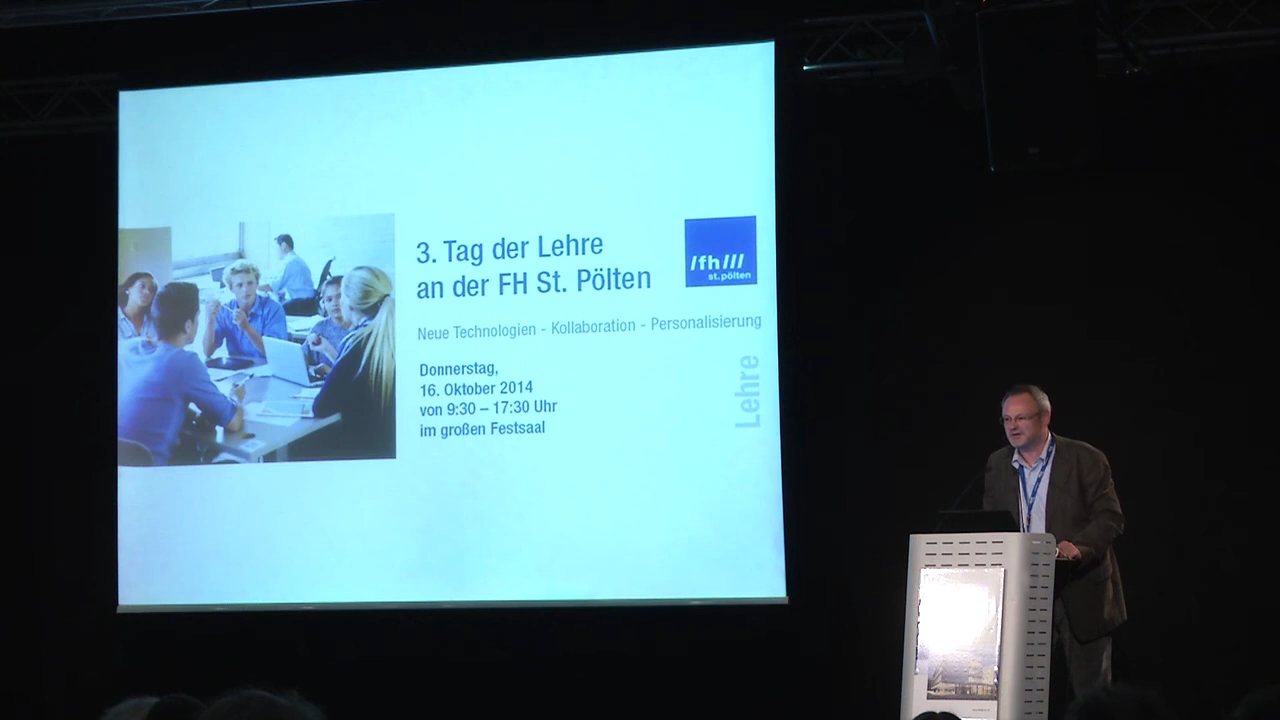 3. Tag der Lehre
an der FH St. Pölten
/fh///
st.pölten
Neue Technologien - Kollaboration - Personalisierung
Donnerstag,
16. Oktober 2014
von 9:30 – 17:30 Uhr
im großen Festsaal
Lehre